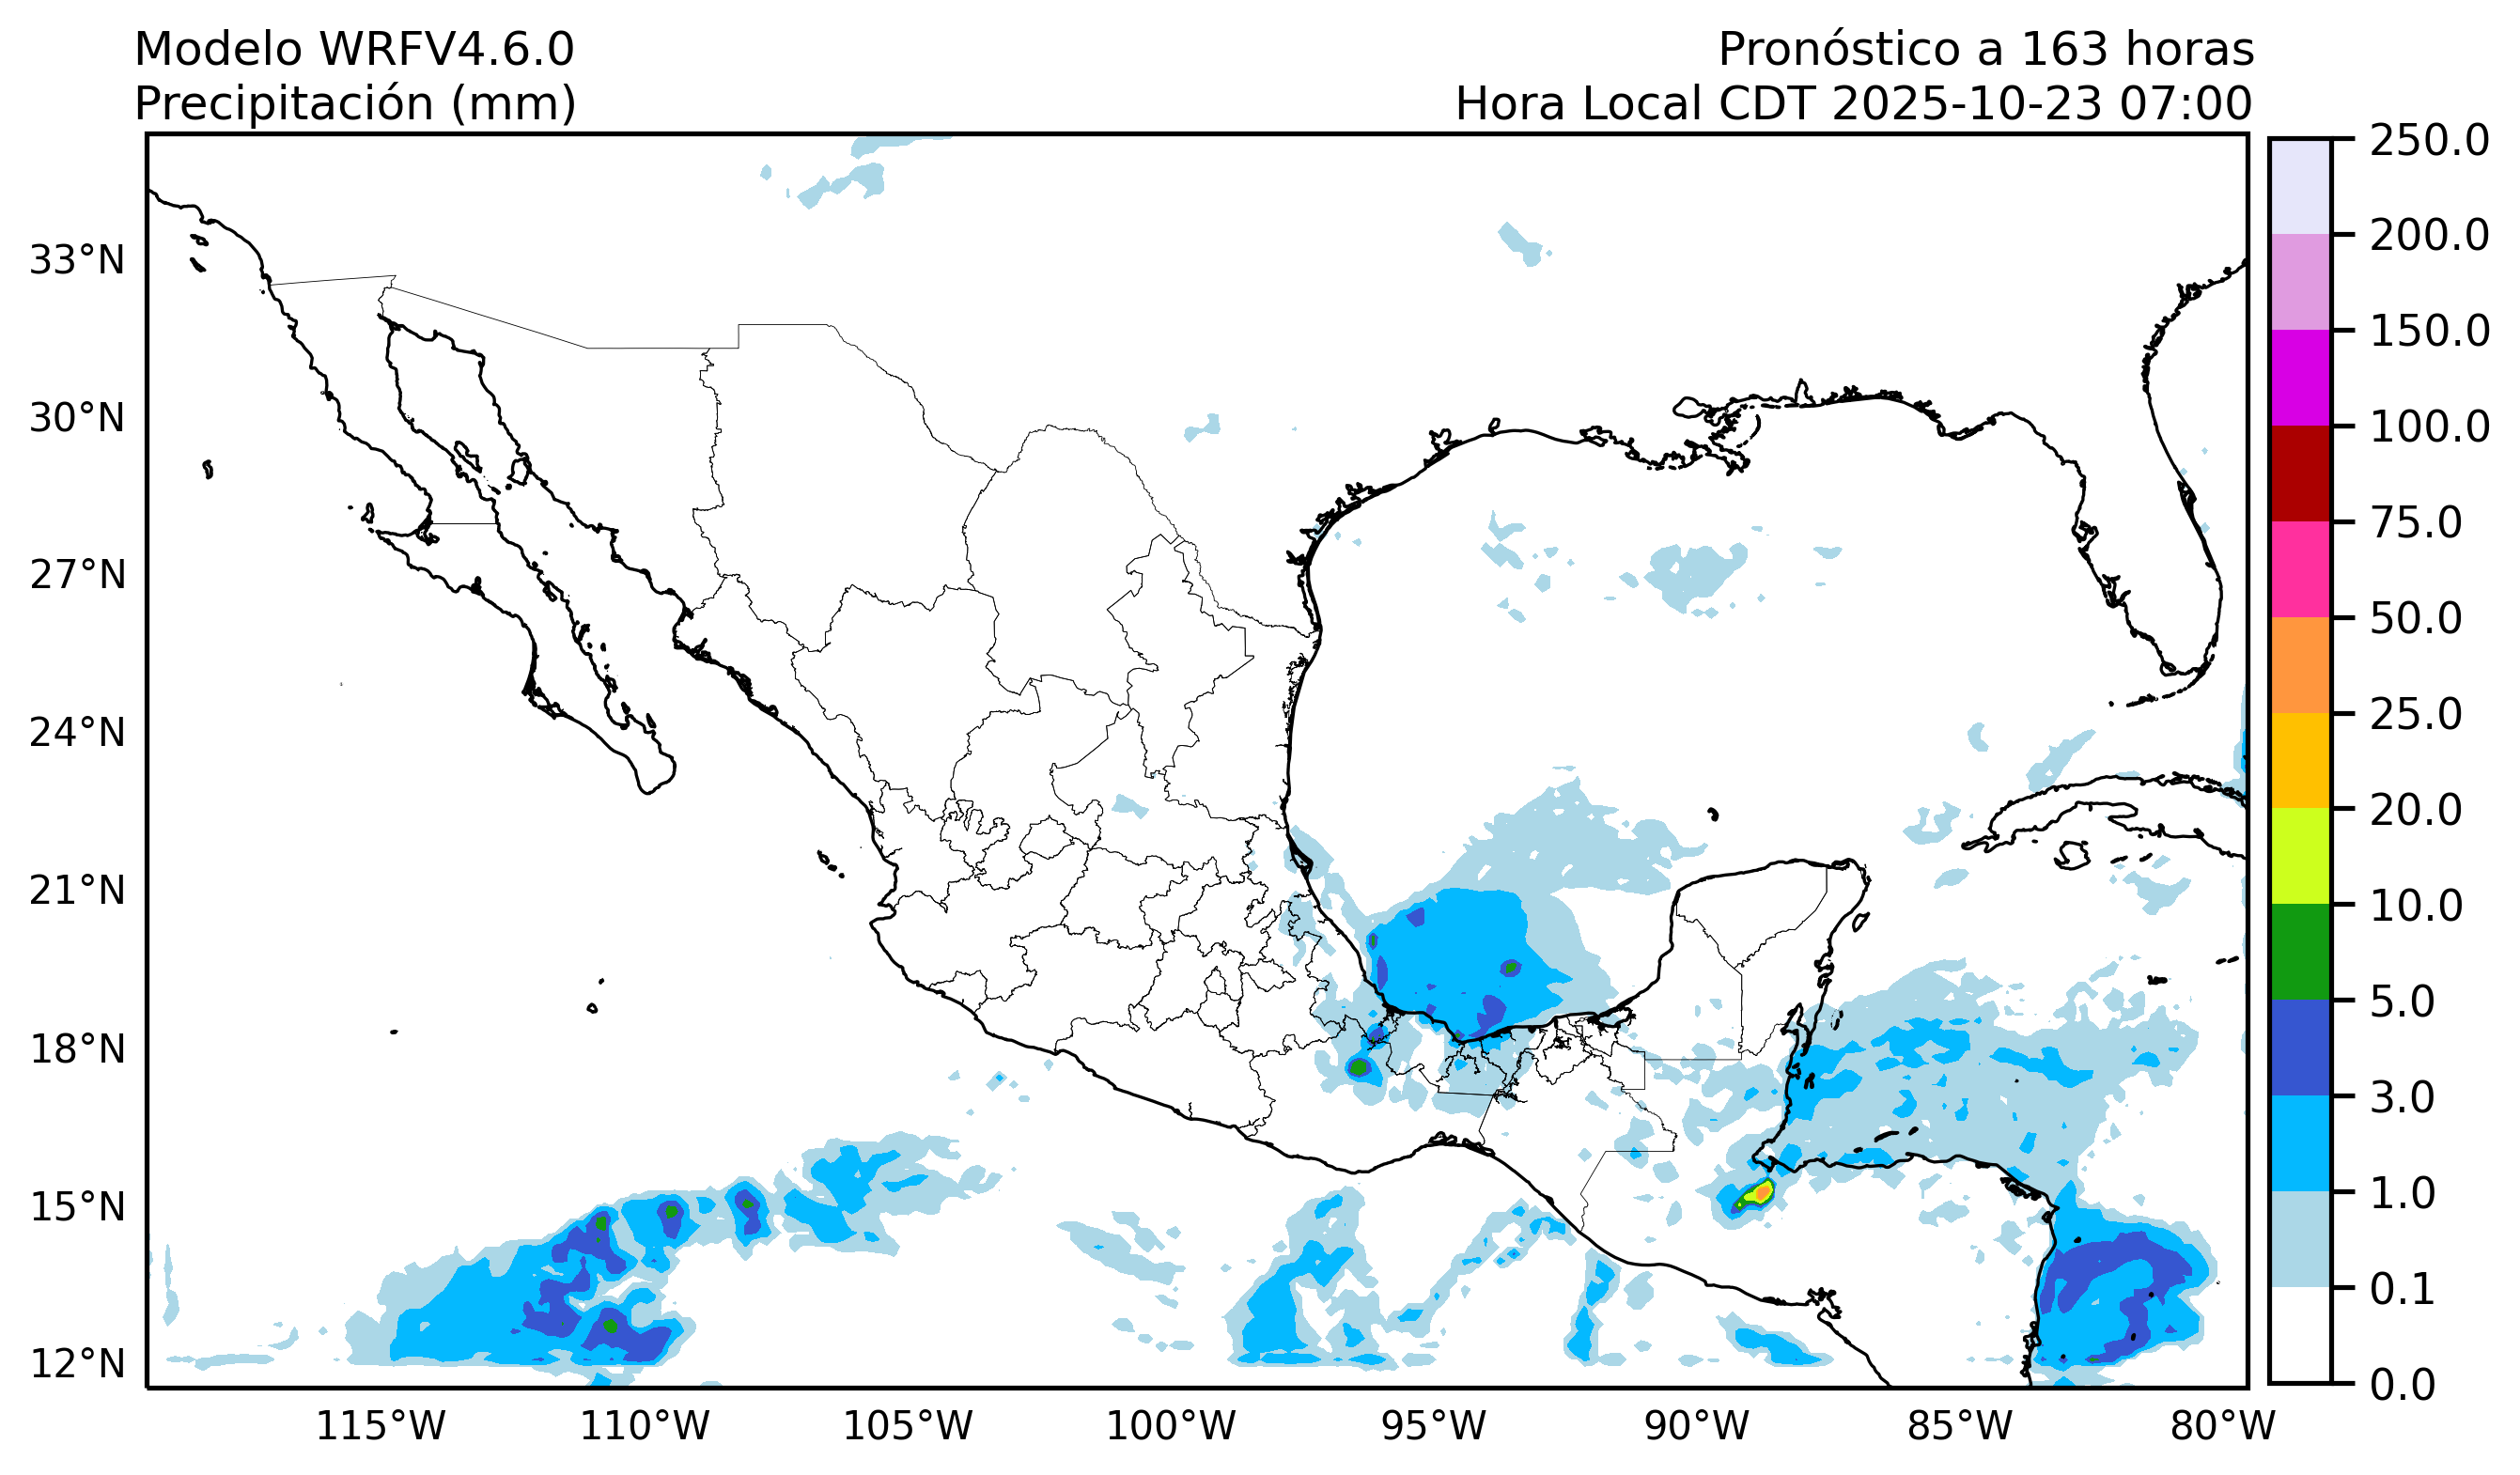 Modelo WRFV4.6.0
Precipitación (mm)
Pronóstico a 163 horas
Hora Local CDT 2025-10-23 07:00
33°N
30°N
27°N
24°N
21°N
18°N
15°N
12°N
115°W
110°W
105°W
100°W
95°W
90°W
85°W
80°W
250.0
200.0
150.0
100.0
75.0
50.0
25.0
20.0
10.0
5.0
3.0
1.0
0.1
0.0